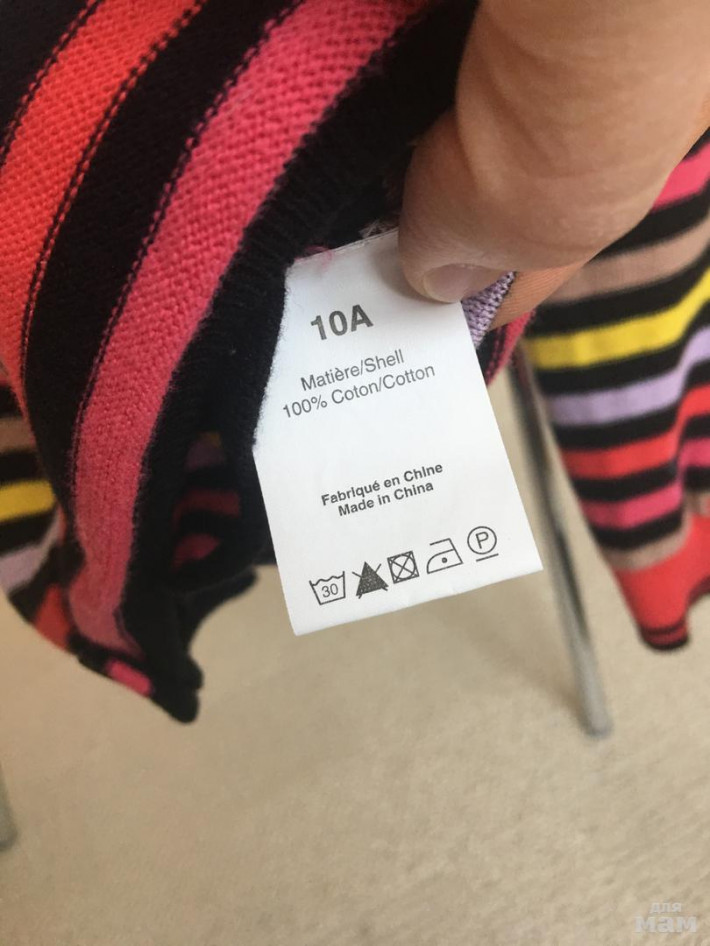 10A
Matière/Shell
100% Coton/Cotton
Fabriqué en Chine
Made in China
30
P
для
мам